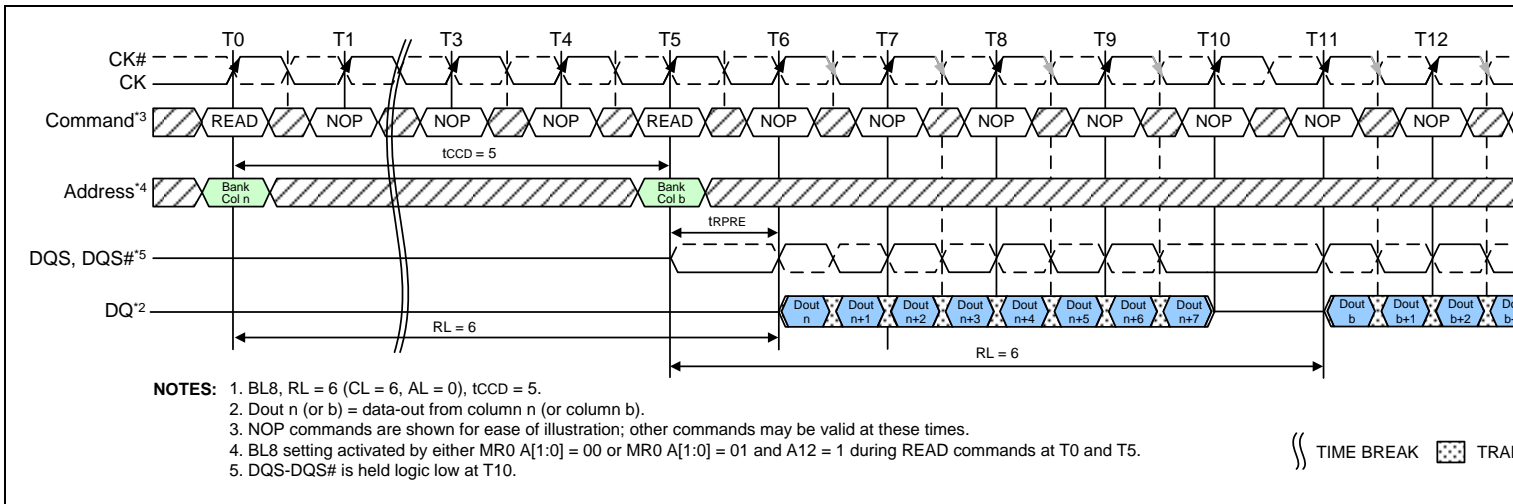 T0 T1 T3 T4 T5 T6 T7 T8 T9 T10 T11 T12
CK#
CK
Command*3 READ NOP NOP NOP READ NOP NOP NOP NOP NOP NOP NOP
tCCD = 5
Address*4 Bank Col n Bank Col b
tRPRE
DQS, DQS#*5
DQ*2 Dout n Dout n+1 Dout n+2 Dout n+3 Dout n+4 Dout n+5 Dout n+6 Dout n+7 Dout b Dout b+1 Dout b+2
RL = 6
RL = 6
NOTES: 1. BL8, RL = 6 (CL = 6, AL = 0), tCCD = 5.
2. Dout n (or b) = data-out from column n (or column b).
3. NOP commands are shown for ease of illustration; other commands may be valid at these times.
4. BL8 setting activated by either MR0 A[1:0] = 00 or MR0 A[1:0] = 01 and A12 = 1 during READ commands at T0 and T5.
5. DQS-DQS# is held logic low at T10.
TIME BREAK